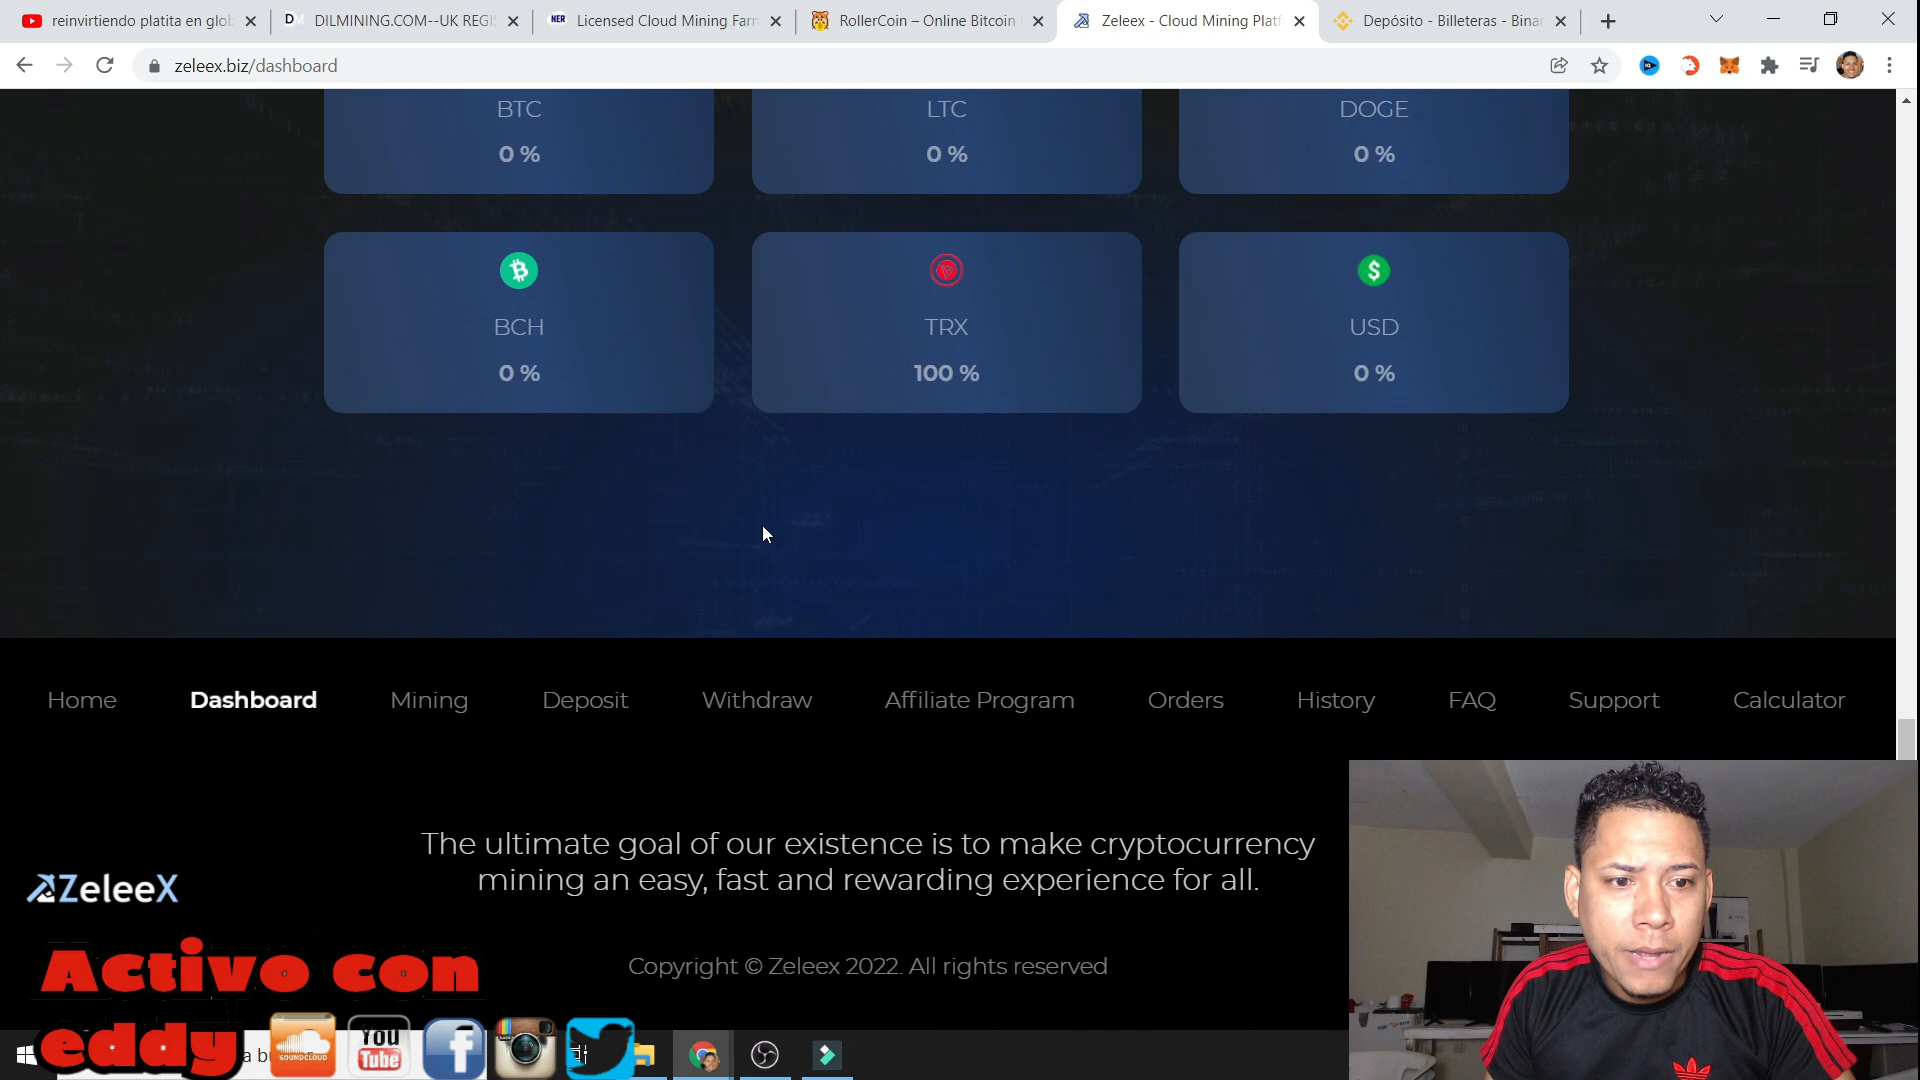 reinvirtiendo platita en glob
DILMINING.COM--UK REGI
NER Licensed Cloud Mining Farm
RollerCoin – Online Bitcoin
Zeleex - Cloud Mining Platf
Depósito - Billeteras - Binan
zeleex.biz/dashboard
BTC LTC DOGE
0 % 0 % 0 %
BCH TRX USD
0 % 100 % 0 %
Home Dashboard Mining Deposit Withdraw Affiliate Program Orders History FAQ Support Calculator
The ultimate goal of our existence is to make cryptocurrency
mining an easy, fast and rewarding experience for all.
ZeleeX
Copyright © Zeleex 2022. All rights reserved
Activo con
eddy
SOUNDCLOUD
You
Tube